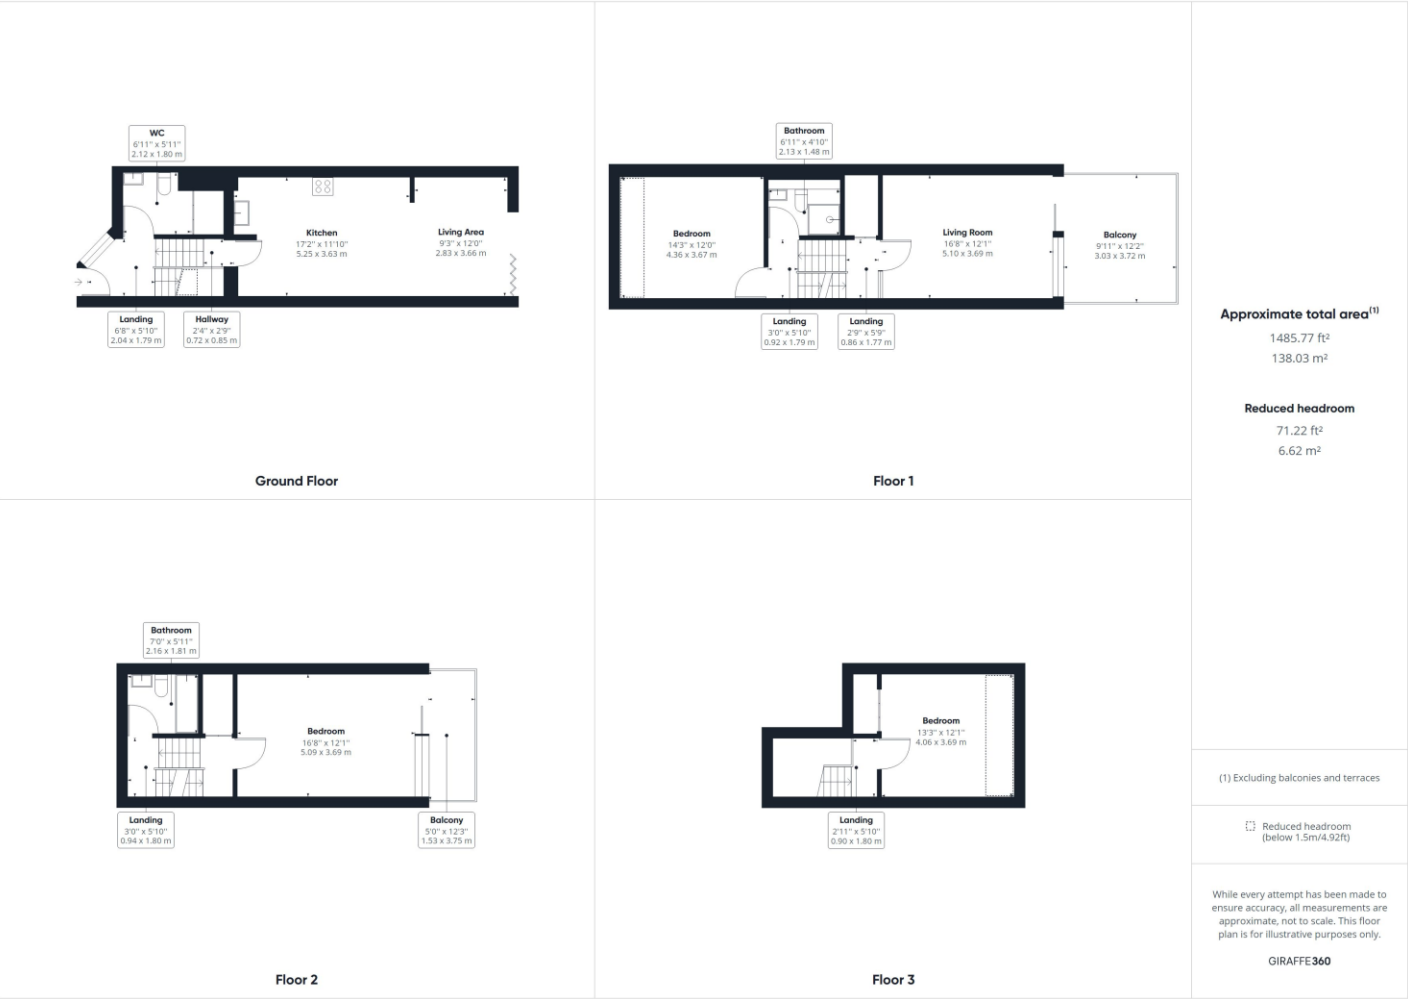 WC
6'11" x 5'11"
2.12 x 1.80 m
Kitchen
17'2" x 11'10"
5.25 x 3.63 m
Living Area
9'3" x 12'0"
2.83 x 3.66 m
Landing
6'8" x 5'10"
2.04 x 1.79 m
Hallway
2'4" x 2'9"
0.72 x 0.85 m
Ground Floor
Bathroom
6'11" x 4'10"
2.13 x 1.48 m
Bedroom
14'3" x 12'0"
4.36 x 3.67 m
Living Room
16'8" x 12'1"
5.10 x 3.69 m
Balcony
9'11" x 12'2"
3.03 x 3.72 m
Landing
3'0" x 5'10"
0.92 x 1.79 m
Landing
2'9" x 5'9"
0.86 x 1.77 m
Floor 1
Bathroom
7'0" x 5'11"
2.16 x 1.81 m
Bedroom
16'8" x 12'1"
5.09 x 3.69 m
Landing
3'0" x 5'10"
0.94 x 1.80 m
Balcony
5'0" x 12'3"
1.53 x 3.75 m
Floor 2
Bedroom
13'3" x 12'1"
4.06 x 3.69 m
Landing
2'11" x 5'10"
0.90 x 1.80 m
Floor 3
Approximate total area(1)
1485.77 ft²
138.03 m²
Reduced headroom
71.22 ft²
6.62 m²
(1) Excluding balconies and terraces
Reduced headroom
(below 1.5m/4.92ft)
While every attempt has been made to
ensure accuracy, all measurements are
approximate, not to scale. This floor
plan is for illustrative purposes only.
GIRAFFE360